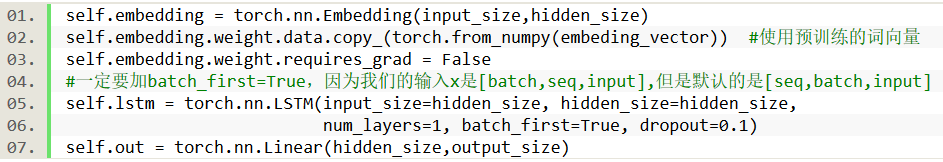 01. self.embedding = torch.nn.Embedding(input_size,hidden_size)
02. self.embedding.weight.data.copy_(torch.from_numpy(embeding_vector))  #使用预训练的词向量
03. self.embedding.weight.requires_grad = False
04. #一定要加batch_first=True，因为我们的输入x是[batch,seq,input],但是默认的是[seq,batch,input]
05. self.lstm = torch.nn.LSTM(input_size=hidden_size, hidden_size=hidden_size,
06.                           num_layers=1, batch_first=True, dropout=0.1)
07. self.out = torch.nn.Linear(hidden_size,output_size)